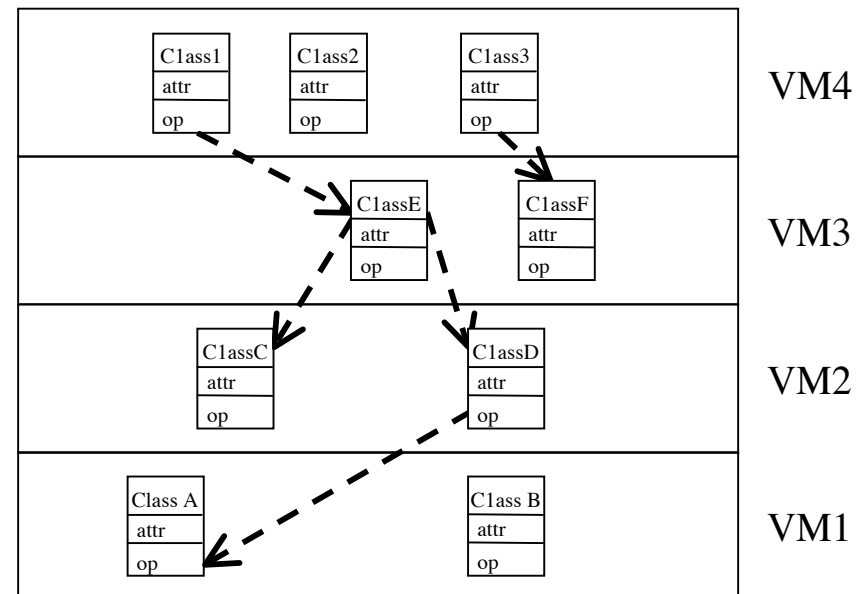 C1ass1
attr
op
C1ass2
attr
op
C1ass3
attr
op
VM4
C1assE
attr
op
C1assF
attr
op
VM3
C1assC
attr
op
C1assD
attr
op
VM2
Class A
attr
op
C1ass B
attr
op
VM1